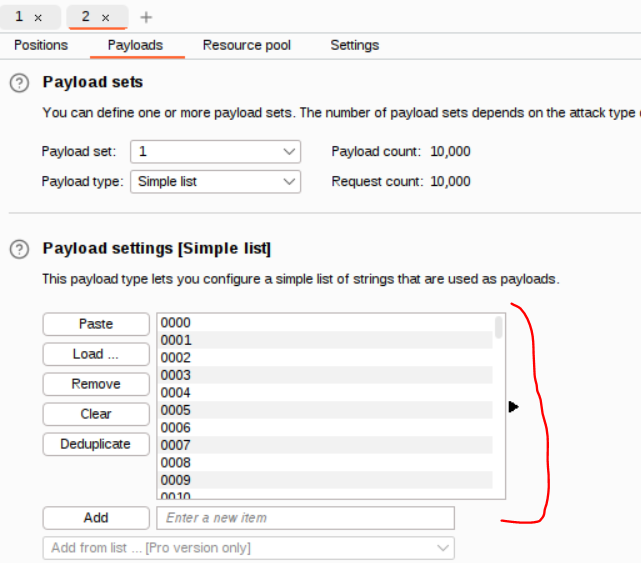 1 × 2 × +
Positions Payloads Resource pool Settings
? Payload sets
You can define one or more payload sets. The number of payload sets depends on the attack type
Payload set: 1 Payload count: 10,000
Payload type: Simple list Request count: 10,000
? Payload settings [Simple list]
This payload type lets you configure a simple list of strings that are used as payloads.
Paste
Load ...
Remove
Clear
Deduplicate
0000
0001
0002
0003
0004
0005
0006
0007
0008
0009
0010
Add Enter a new item
Add from list ... [Pro version only]